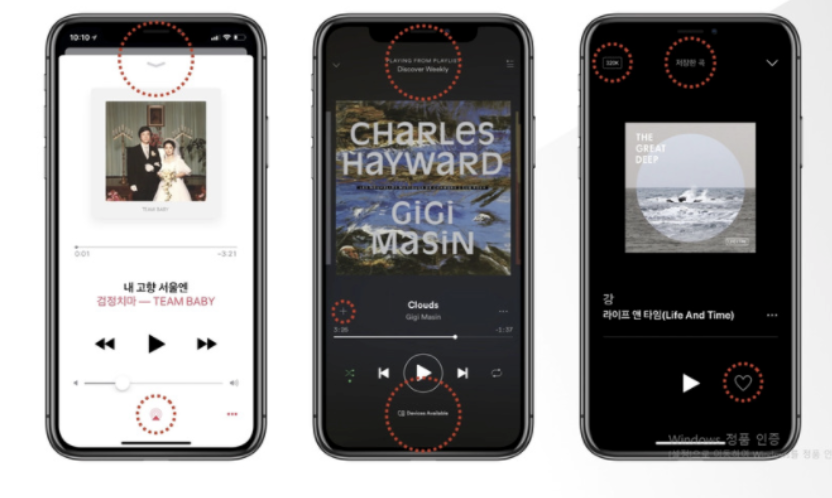 10:10
TEAM BABY
0:01
-3:21
내 고향 서울엔
검정치마 — TEAM BABY
PLAYING FROM PLAYLIST
Discover Weekly
CHARLES
HAYWARD
GIGI
MASIN
Clouds
Gigi Masin
-1:37
Devices Available
320K
저장한 곡
THE
GREAT
DEEP
강
라이프 앤 타임(Life And Time)
Windows 정품 인증